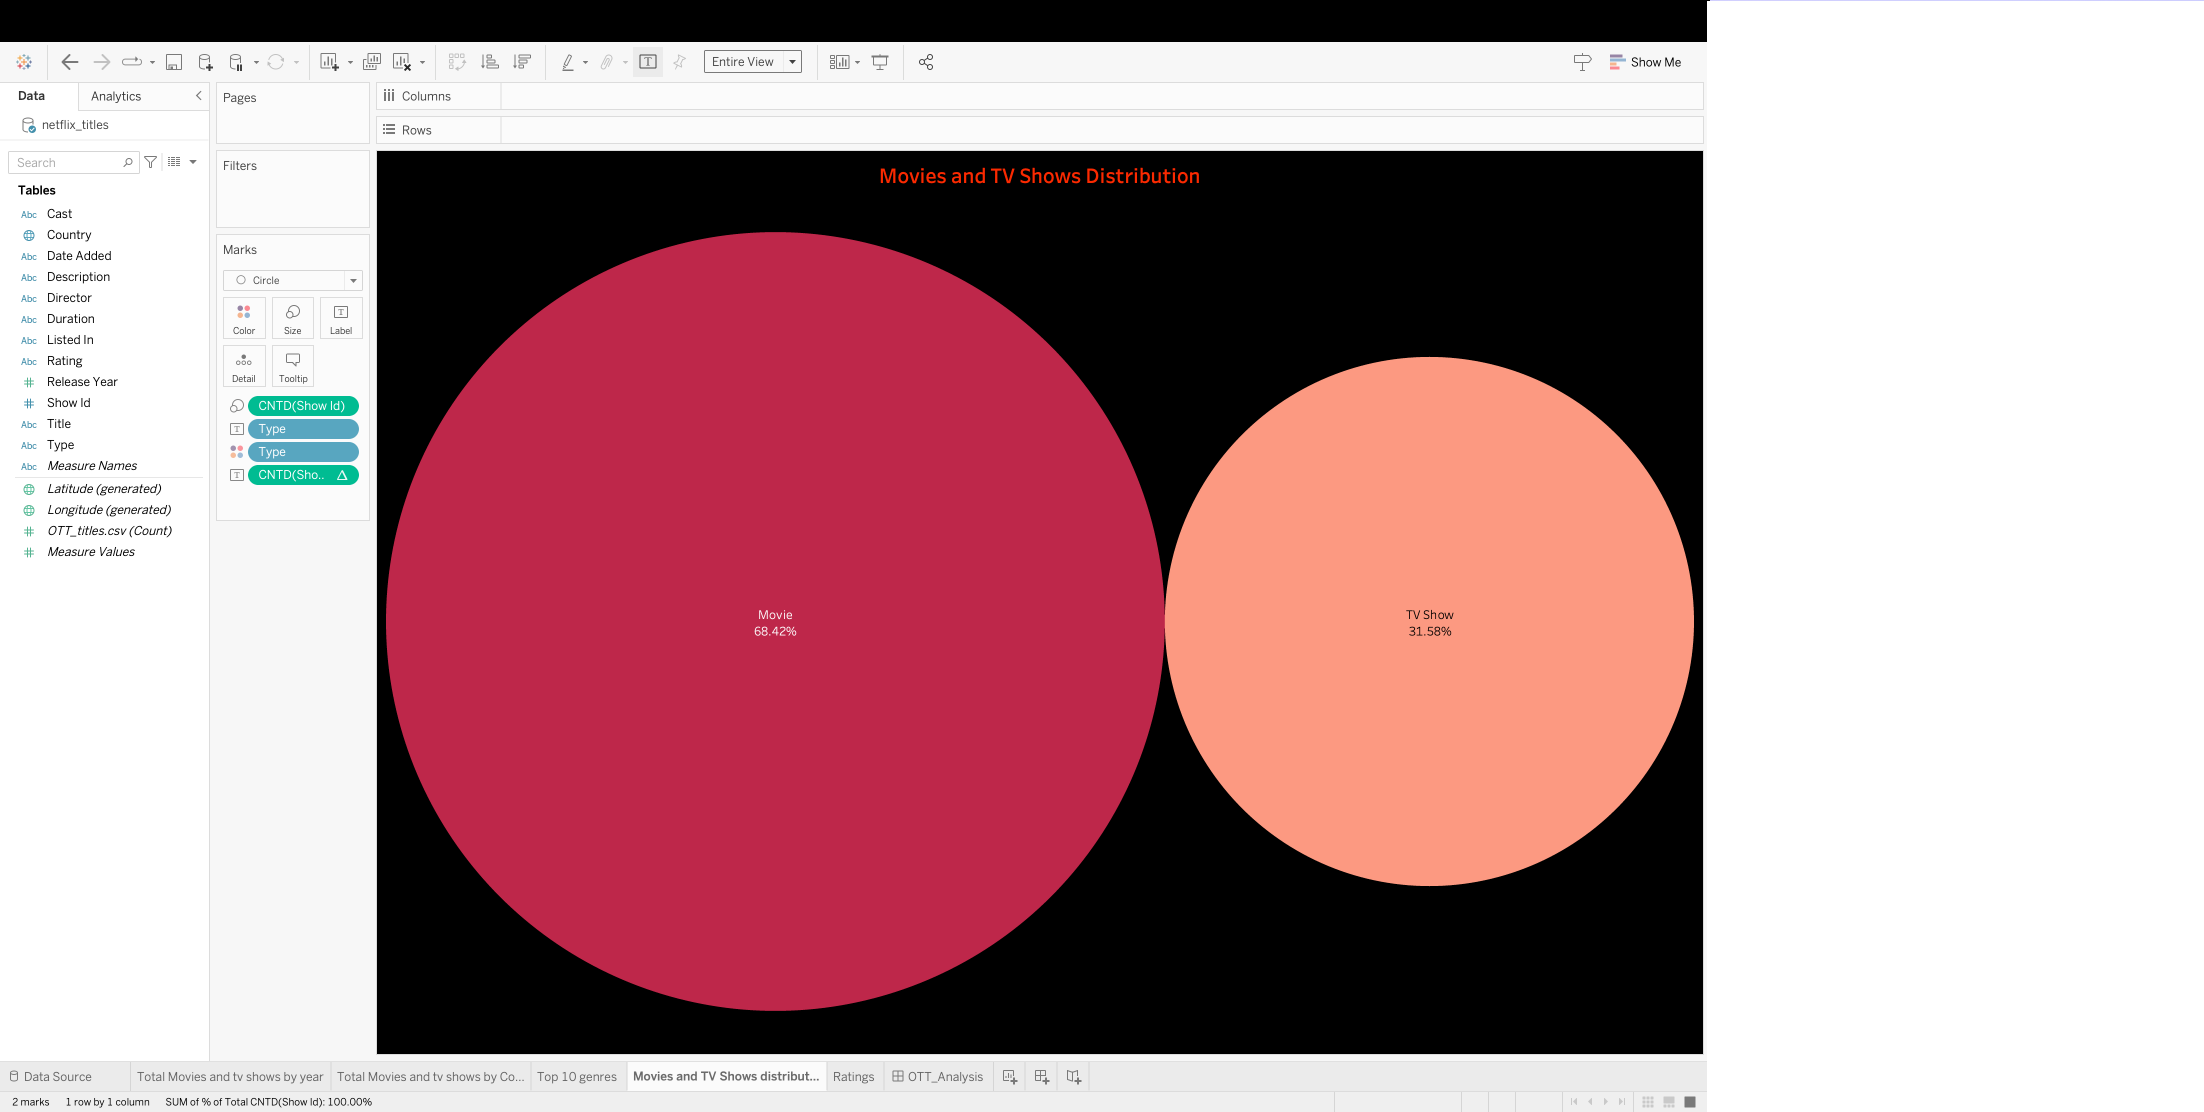 Entire View
Show Me
Data
Analytics
netflix_titles
Search
Tables
Abc Cast
Country
Abc Date Added
Abc Description
Abc Director
Abc Duration
Abc Listed In
Abc Rating
# Release Year
# Show Id
Abc Title
Abc Type
Abc Measure Names
Latitude (generated)
Longitude (generated)
# OTT_titles.csv (Count)
# Measure Values
Pages
Filters
Marks
Circle
Color
Size
T
Label
Detail
Tooltip
CNTD(Show Id)
T Type
Type
T CNTD(Sho..
Columns
Rows
Movies and TV Shows Distribution
Movie
68.42%
TV Show
31.58%
Data Source
Total Movies and tv shows by year
Total Movies and tv shows by Co...
Top 10 genres
Movies and TV Shows distribut...
Ratings
OTT_Analysis
2 marks
1 row by 1 column
SUM of % of Total CNTD(Show Id): 100.00%